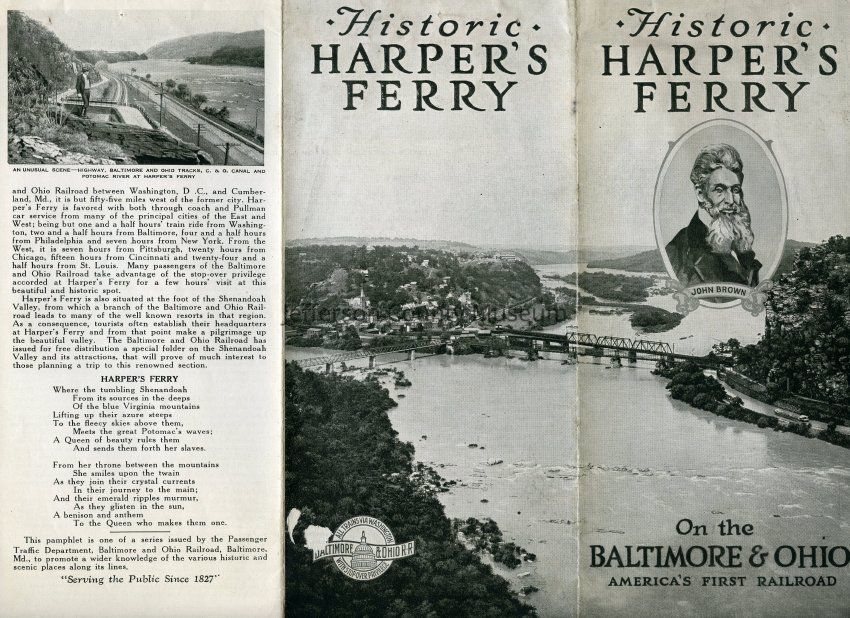 AN UNUSUAL SCENE—HIGHWAY, BALTIMORE AND OHIO TRACKS, C. & O. CANAL AND
POTOMAC RIVER AT HARPER'S FERRY
and Ohio Railroad between Washington, D .C., and Cumber-
land, Md., it is but fifty-five miles west of the former city. Har-
per's Ferry is favored with both through coach and Pullman
car service from many of the principal cities of the East and
West; being but one and a half hours' train ride from Washing-
ton, two and a half hours from Baltimore, four and a half hours
from Philadelphia and seven hours from New York. From the
West, it is seven hours from Pittsburgh, twenty hours from
Chicago, fifteen hours from Cincinnati and twenty-four and a
half hours from St. Louis. Many passengers of the Baltimore
and Ohio Railroad take advantage of the stop-over privilege
accorded at Harper's Ferry for a few hours' visit at this
beautiful and historic spot.
Harper's Ferry is also situated at the foot of the Shenandoah
Valley, from which a branch of the Baltimore and Ohio Rail-
road leads to many of the well known resorts in that region.
As a consequence, tourists often establish their headquarters
at Harper's Ferry and from that point make a pilgrimage up
the beautiful valley. The Baltimore and Ohio Railroad has
issued for free distribution a special folder on the Shenandoah
Valley and its attractions, that will prove of much interest to
those planning a trip to this renowned section.
HARPER'S FERRY
Where the tumbling Shenandoah
From its sources in the deeps
Of the blue Virginia mountains
Lifting up their azure steeps
To the fleecy skies above them,
Meets the great Potomac's waves;
A Queen of beauty rules them
And sends them forth her slaves.
From her throne between the mountains
She smiles upon the twain
As they join their crystal currents
In their journey to the main;
And their emerald ripples murmur,
As they glisten in the sun,
A benison and anthem
To the Queen who makes them one.
This pamphlet is one of a series issued by the Passenger
Traffic Department, Baltimore and Ohio Railroad, Baltimore,
Md., to promote a wider knowledge of the various historic and
scenic places along its lines.
"Serving the Public Since 1827"
·Historic·
HARPER'S
FERRY
Jefferson County Museum
ALL TRAINS VIA WASHINGTON
BALTIMORE & OHIO R·R
WITH STOP-OVER PRIVILEGE
·Historic·
HARPER'S
FERRY
JOHN BROWN
On the
BALTIMORE & OHIO
AMERICA'S FIRST RAILROAD